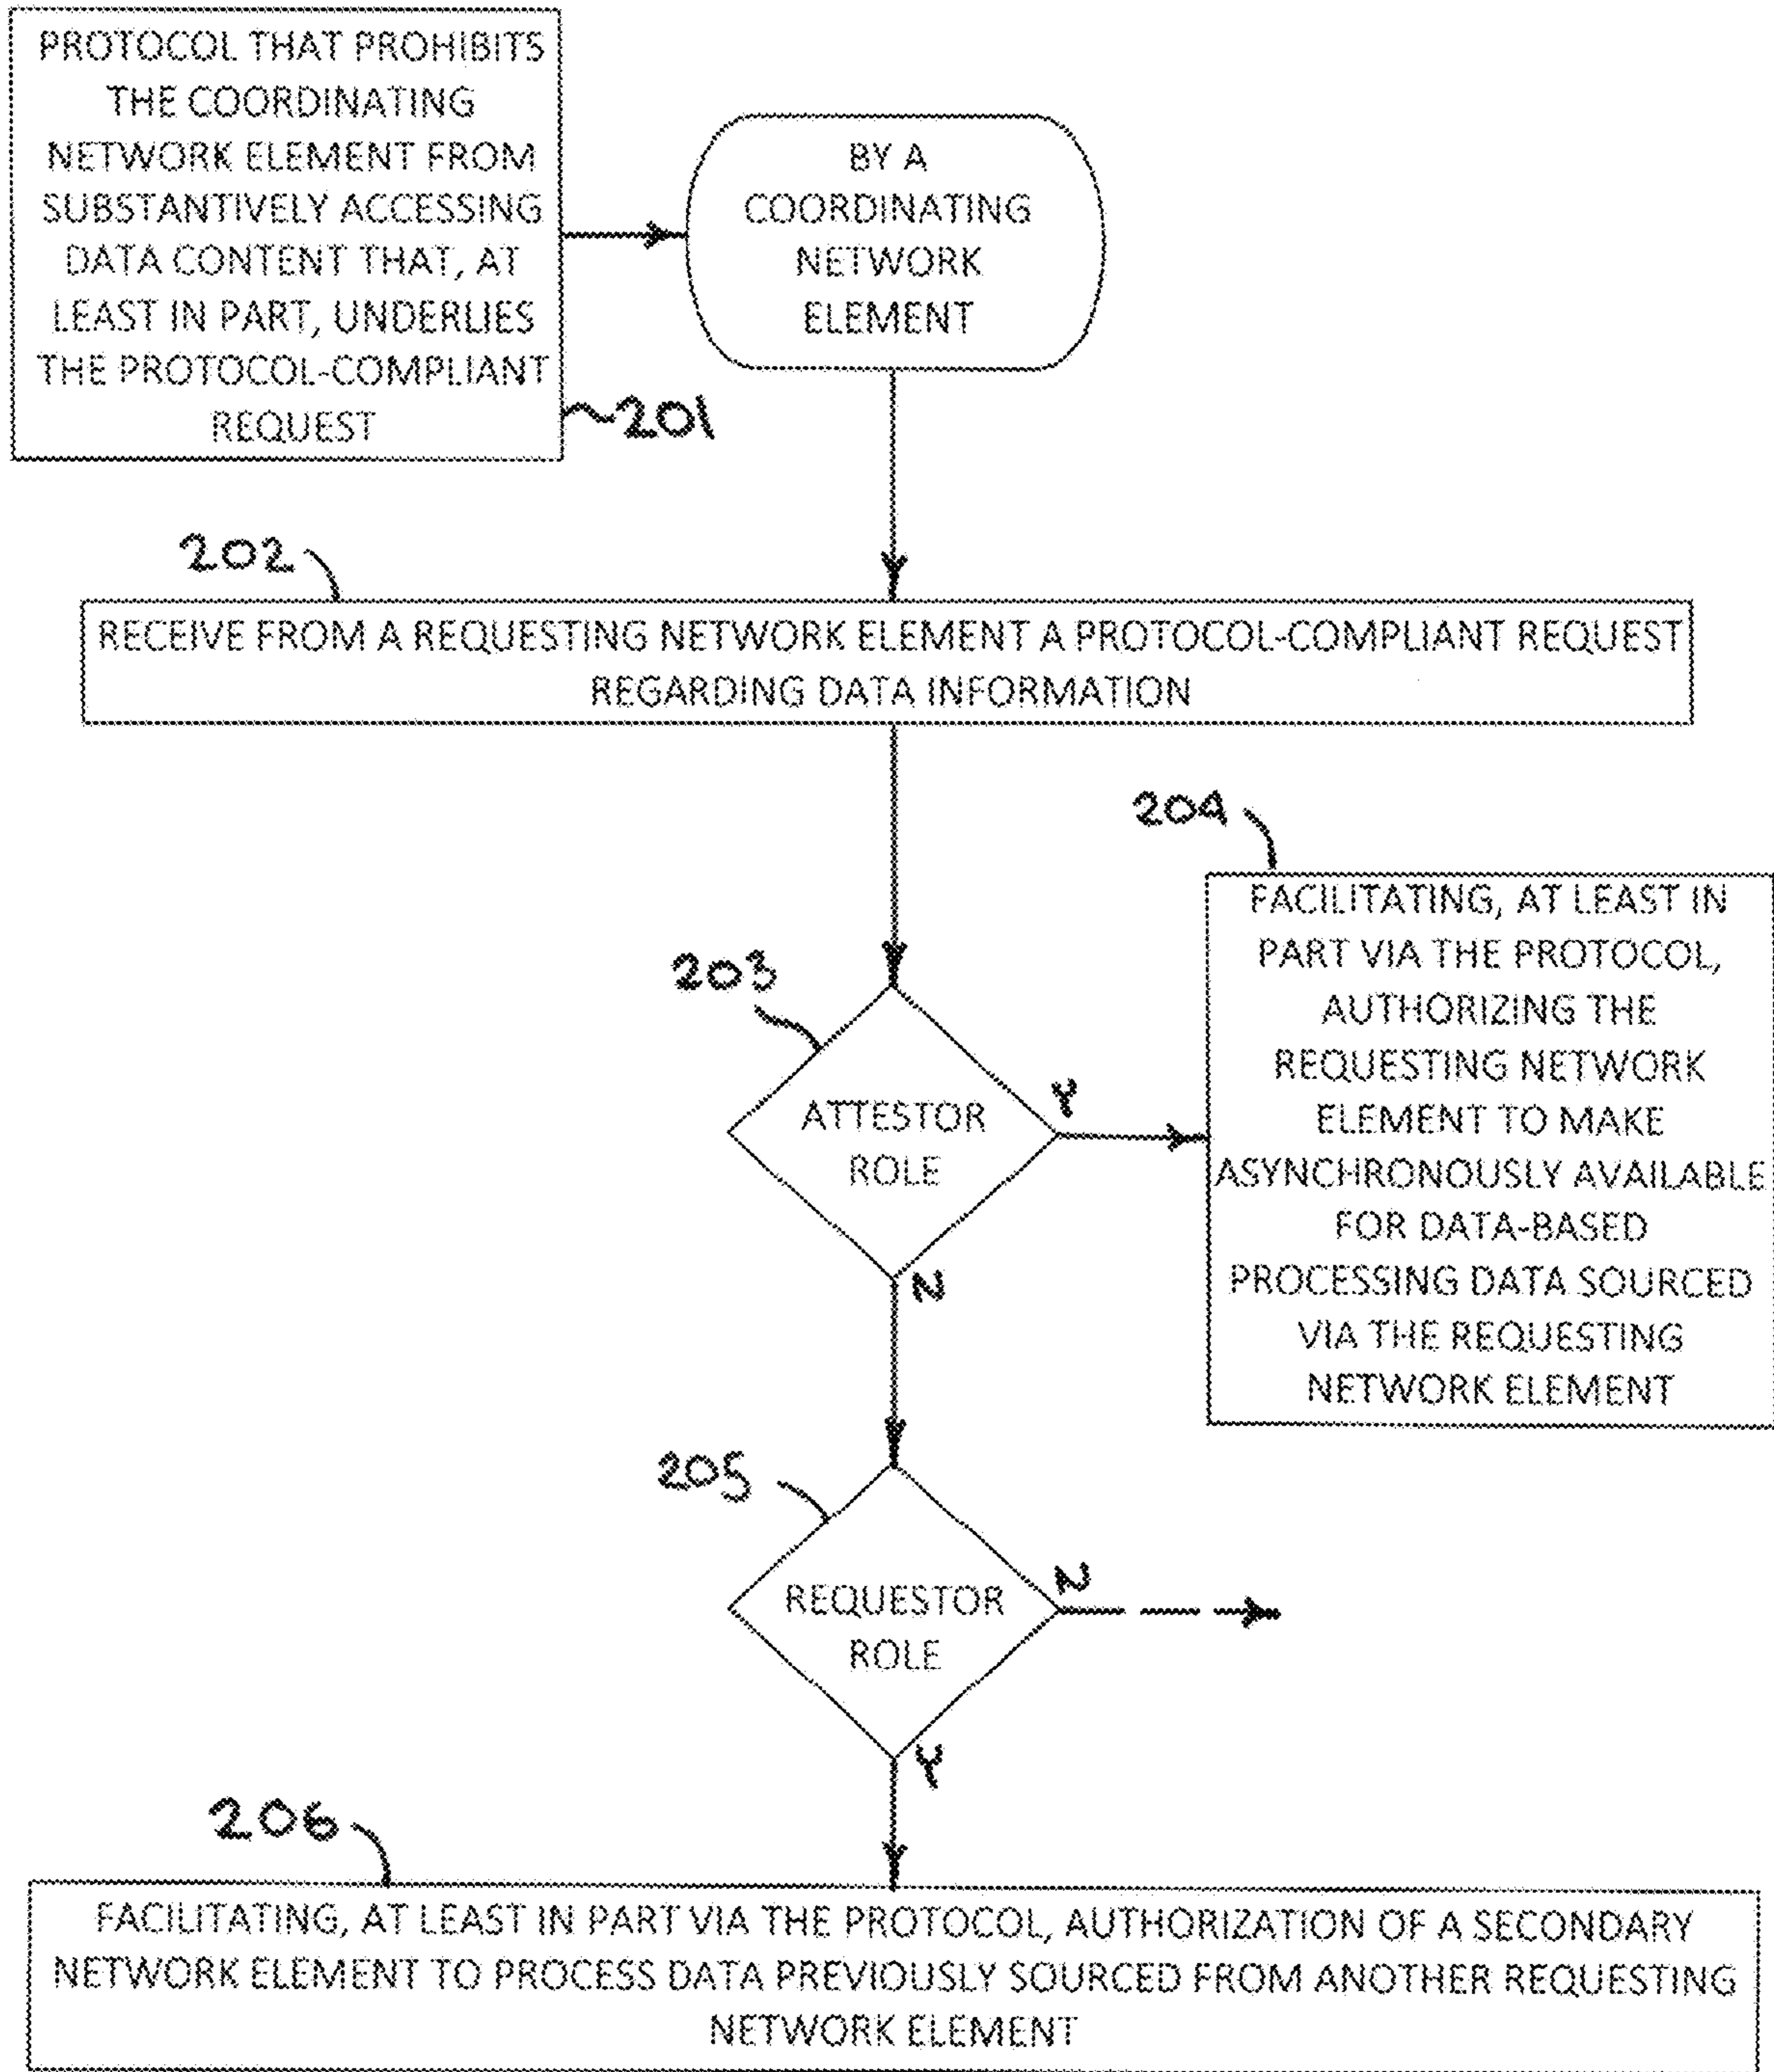 PROTOCOL THAT PROHIBITS
THE COORDINATING
NETWORK ELEMENT FROM
SUBSTANTIVELY ACCESSING
DATA CONTENT THAT, AT
LEAST IN PART, UNDERLIES
THE PROTOCOL-COMPLIANT
REQUEST
201
BY A
COORDINATING
NETWORK
ELEMENT
202
RECEIVE FROM A REQUESTING NETWORK ELEMENT A PROTOCOL-COMPLIANT REQUEST
REGARDING DATA INFORMATION
203
ATTESTOR
ROLE
Y
N
204
FACILITATING, AT LEAST IN
PART VIA THE PROTOCOL,
AUTHORIZING THE
REQUESTING NETWORK
ELEMENT TO MAKE
ASYNCHRONOUSLY AVAILABLE
FOR DATA-BASED
PROCESSING DATA SOURCED
VIA THE REQUESTING
NETWORK ELEMENT
205
REQUESTOR
ROLE
N
Y
206
FACILITATING, AT LEAST IN PART VIA THE PROTOCOL, AUTHORIZATION OF A SECONDARY
NETWORK ELEMENT TO PROCESS DATA PREVIOUSLY SOURCED FROM ANOTHER REQUESTING
NETWORK ELEMENT